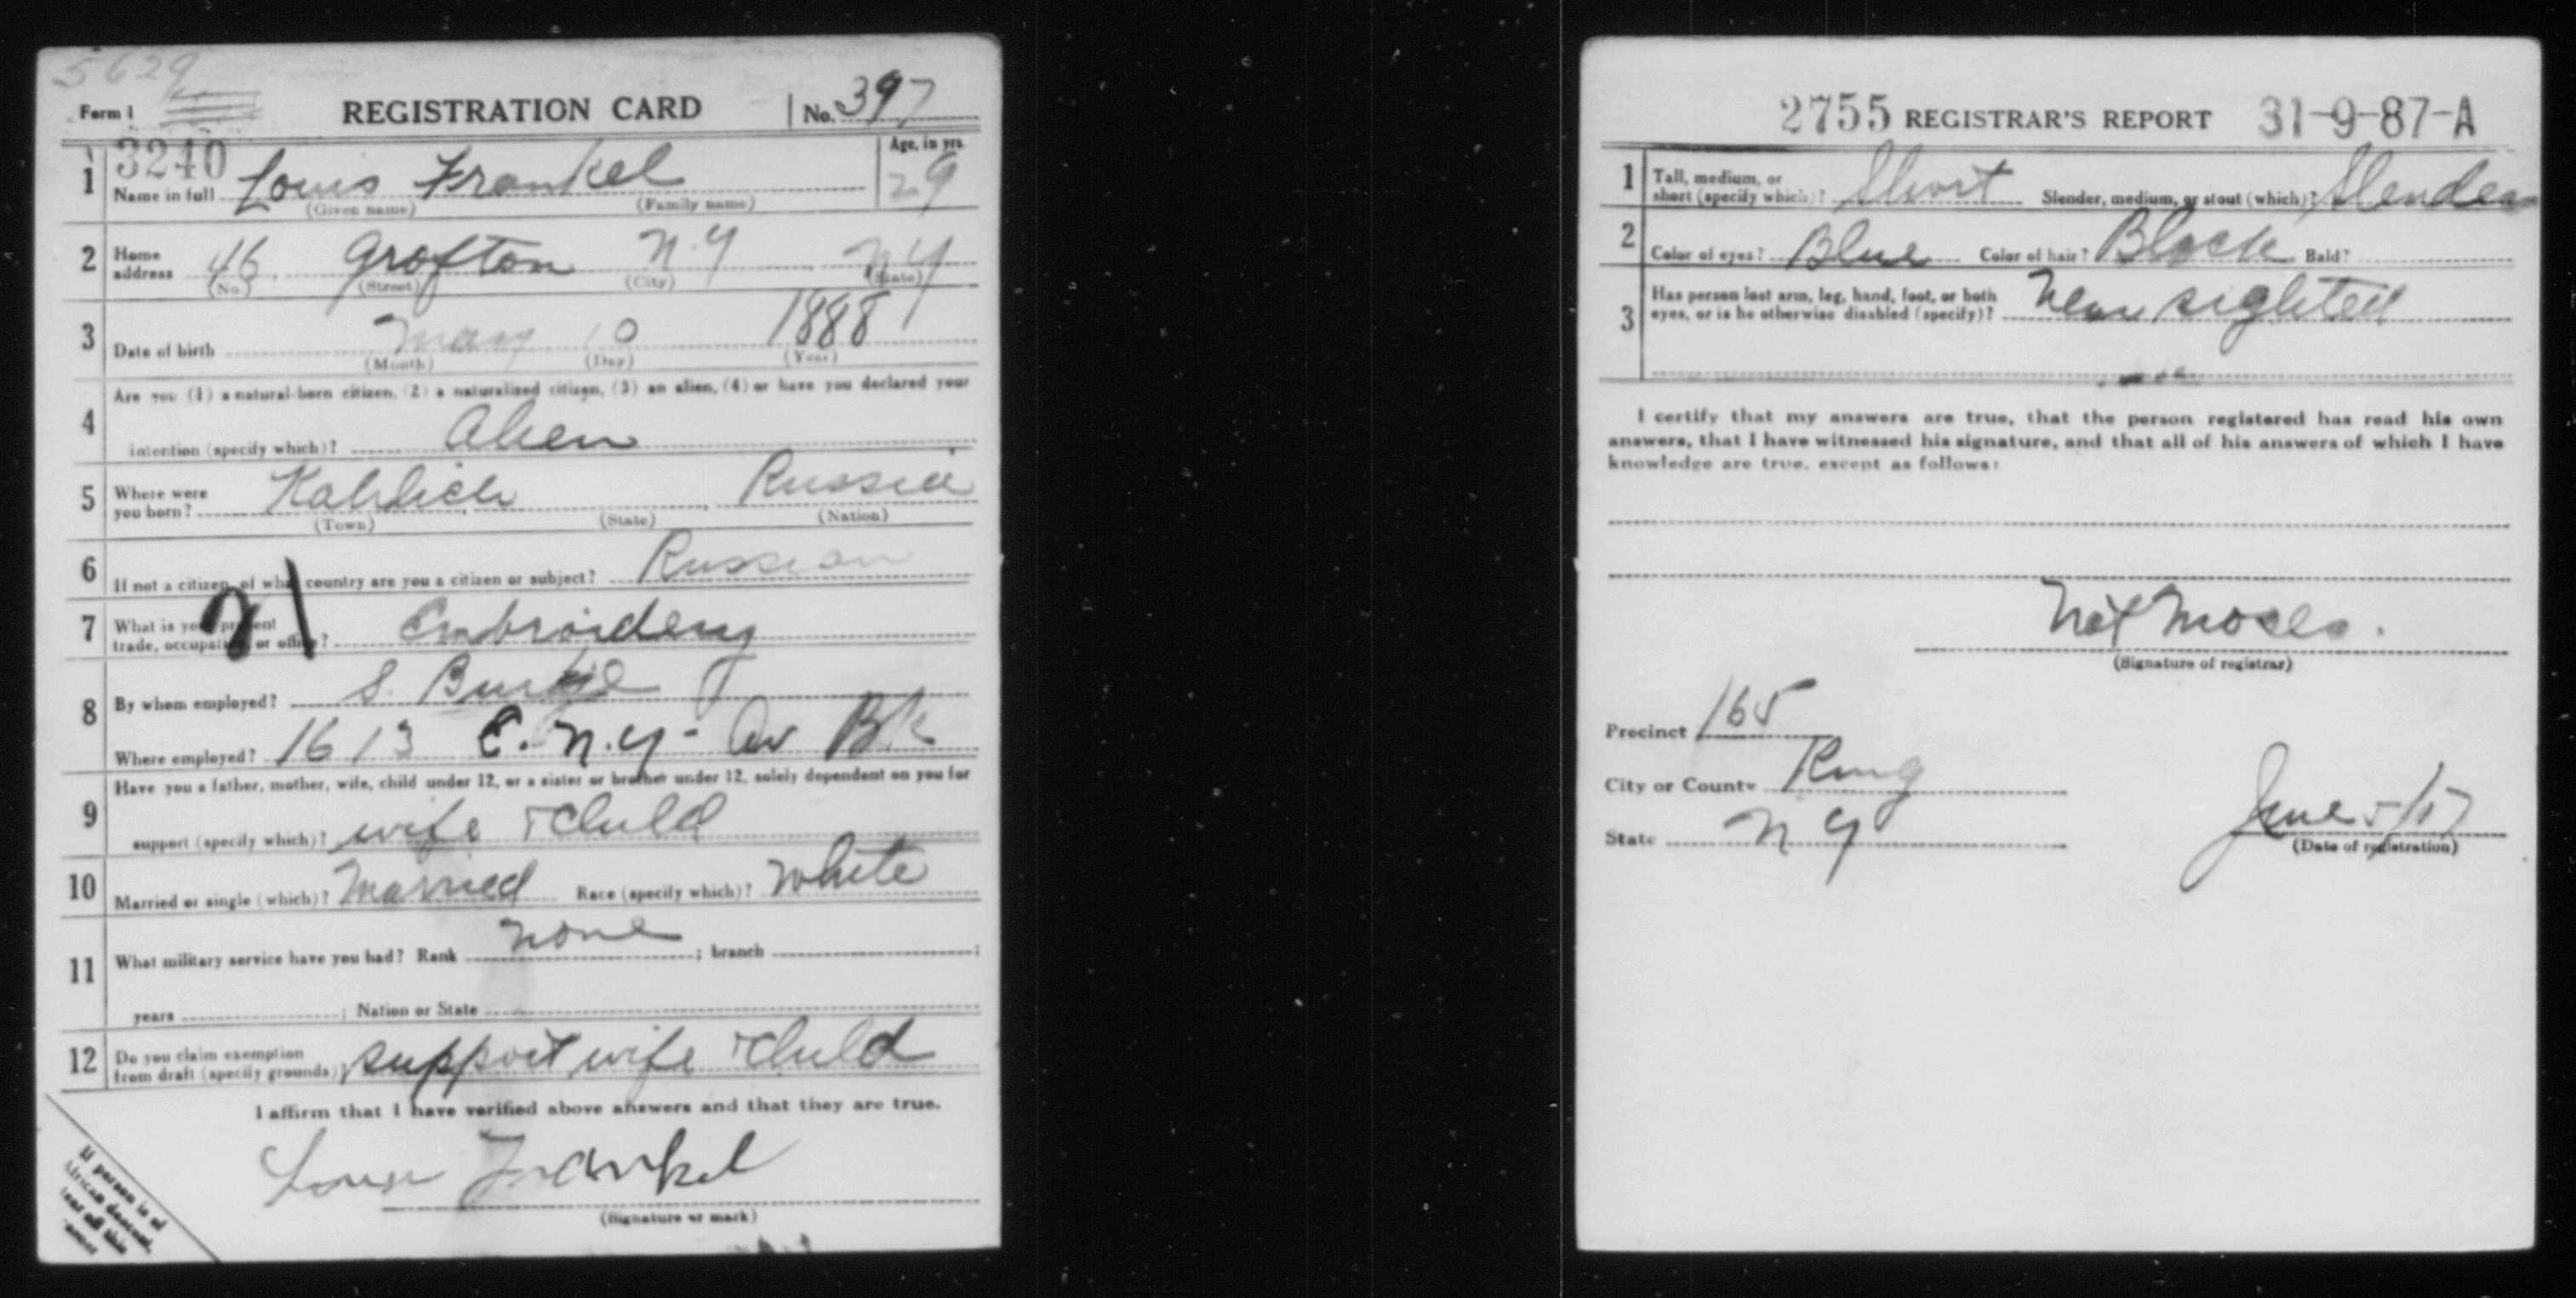 5629
Form 1 REGISTRATION CARD No. 397
3240
1 Name in full Louis Frankel Age, in yrs. 29
(Given name) (Family name)
2 Home address 46 Grafton N.Y N Y
(No.) (Street) (City) (State)
3 Date of birth May 10 1888
(Month) (Day) (Year)
4 Are you (1) a natural-born citizen, (2) a naturalized citizen, (3) an alien, (4) or have you declared your
intention (specify which)? Alien
5 Where were you born? Russia
(Town) (State) (Nation)
6 If not a citizen, of what country are you a citizen or subject? Russian
21
7 What is your present trade, occupation, or office? Embroidery
8 By whom employed? S.
Where employed? 1613 E. N.Y. - Av Bk
9 Have you a father, mother, wife, child under 12, or a sister or brother under 12, solely dependent on you for
support (specify which)? wife & child
10 Married or single (which)? Married Race (specify which)? White
11 What military service have you had? Rank none ; branch ;
years ; Nation or State
12 Do you claim exemption from draft (specify grounds)? support wife & child
I affirm that I have verified above answers and that they are true.
Louis Frankel
(Signature or mark)
If person is of
African descent,
tear off this
corner
2755 REGISTRAR'S REPORT 31-9-87-A
1 Tall, medium, or short (specify which)? Short Slender, medium, or stout (which)? Slender
2 Color of eyes? Blue Color of hair? Black Bald?
3 Has person lost arm, leg, hand, foot, or both eyes, or is he otherwise disabled (specify)? Near sighted
I certify that my answers are true, that the person registered has read his own
answers, that I have witnessed his signature, and that all of his answers of which I have
knowledge are true, except as follows:
Nat Moses.
(Signature of registrar)
Precinct 165
City or County King
State N Y June 5/17
(Date of registration)